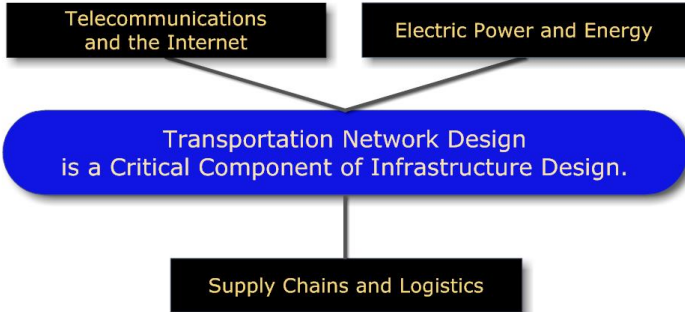 Telecommunications
and the Internet
Electric Power and Energy
Transportation Network Design
is a Critical Component of Infrastructure Design.
Supply Chains and Logistics